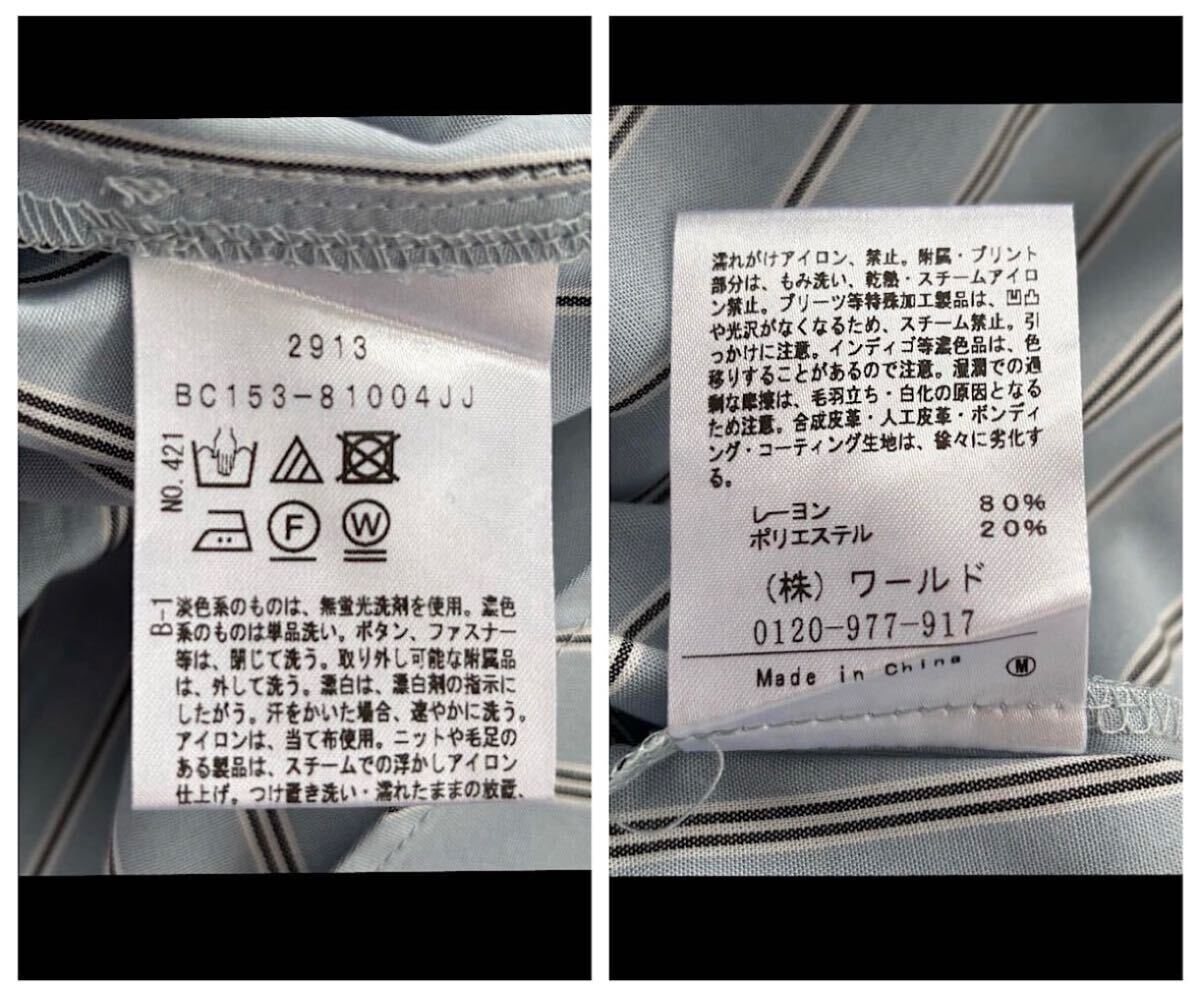 2913
BC153-81004JJ
NO.421
F
W
B-1
淡色系のものは、無蛍光洗剤を使用。濃色
系のものは単品洗い。ボタン、ファスナー
等は、閉じて洗う。取り外し可能な附属品
は、外して洗う。漂白は、漂白剤の指示に
したがう。汗をかいた場合、速やかに洗う。
アイロンは、当て布使用。ニットや毛足の
ある製品は、スチームでの浮かしアイロン
仕上げ。つけ置き洗い・濡れたままの放置、
濡れがけアイロン、禁止。附属・プリント
部分は、もみ洗い、乾熱・スチームアイロ
ン禁止。プリーツ等特殊加工製品は、凹凸
や光沢がなくなるため、スチーム禁止。引
っかけに注意。インディゴ等濃色品は、色
移りすることがあるので注意。湿潤での過
剰な摩擦は、毛羽立ち・白化の原因となる
ため注意。合成皮革・人工皮革・ボンディ
ング・コーティング生地は、徐々に劣化す
る。
レーヨン 80%
ポリエステル 20%
(株)ワールド
0120-977-917
Made in China M